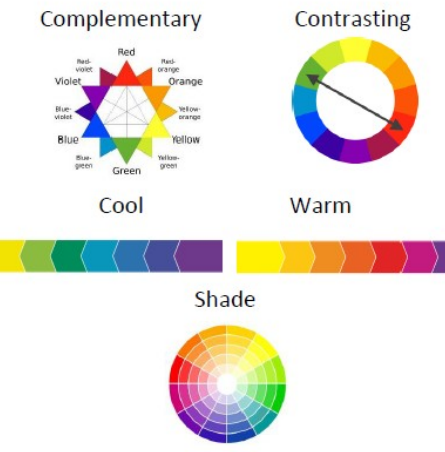 Complementary
Contrasting
Red
Red-
violet
Red-
orange
Violet
Orange
Blue-
violet
Yellow-
orange
Blue
Yellow
Blue-
green
Yellow-
green
Green
Cool
Warm
Shade